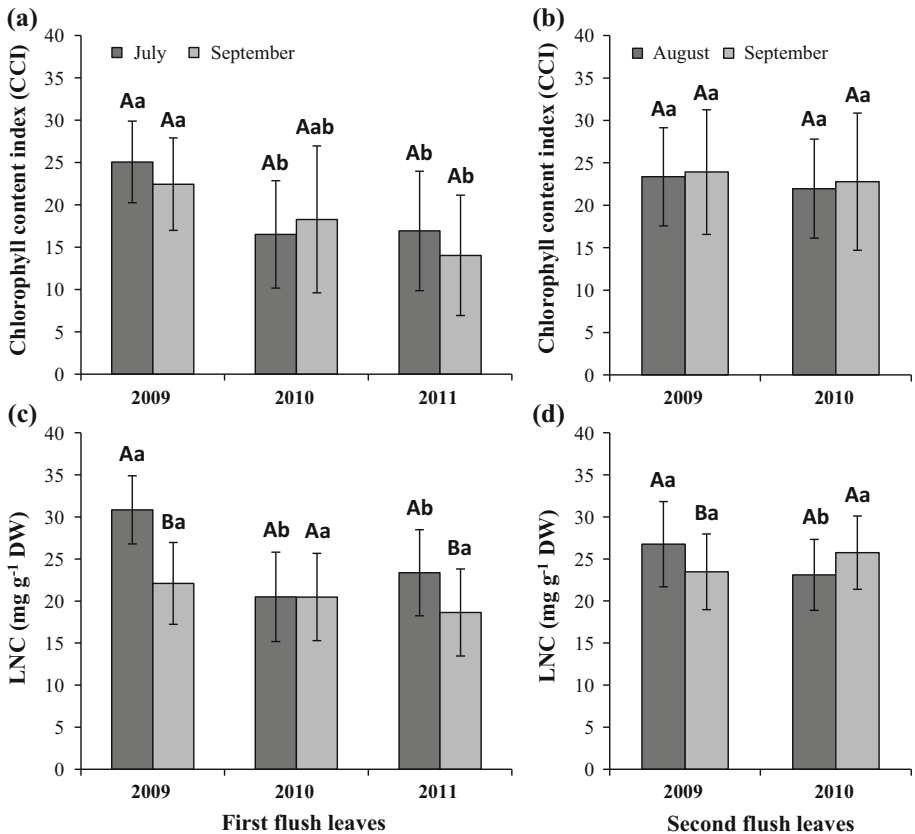 (a)
Chlorophyll content index (CCI)
40
35
30
25
20
15
10
5
0
July September
Aa Aa Ab Aab Ab Ab
2009 2010 2011
(b)
Chlorophyll content index (CCI)
40
35
30
25
20
15
10
5
0
August September
Aa Aa Aa Aa
2009 2010
(c)
LNC (mg g-1 DW)
40
35
30
25
20
15
10
5
0
Aa Ba Ab Aa Ab Ba
2009 2010 2011
First flush leaves
(d)
LNC (mg g-1 DW)
40
35
30
25
20
15
10
5
0
Aa Ba Ab Aa
2009 2010
Second flush leaves